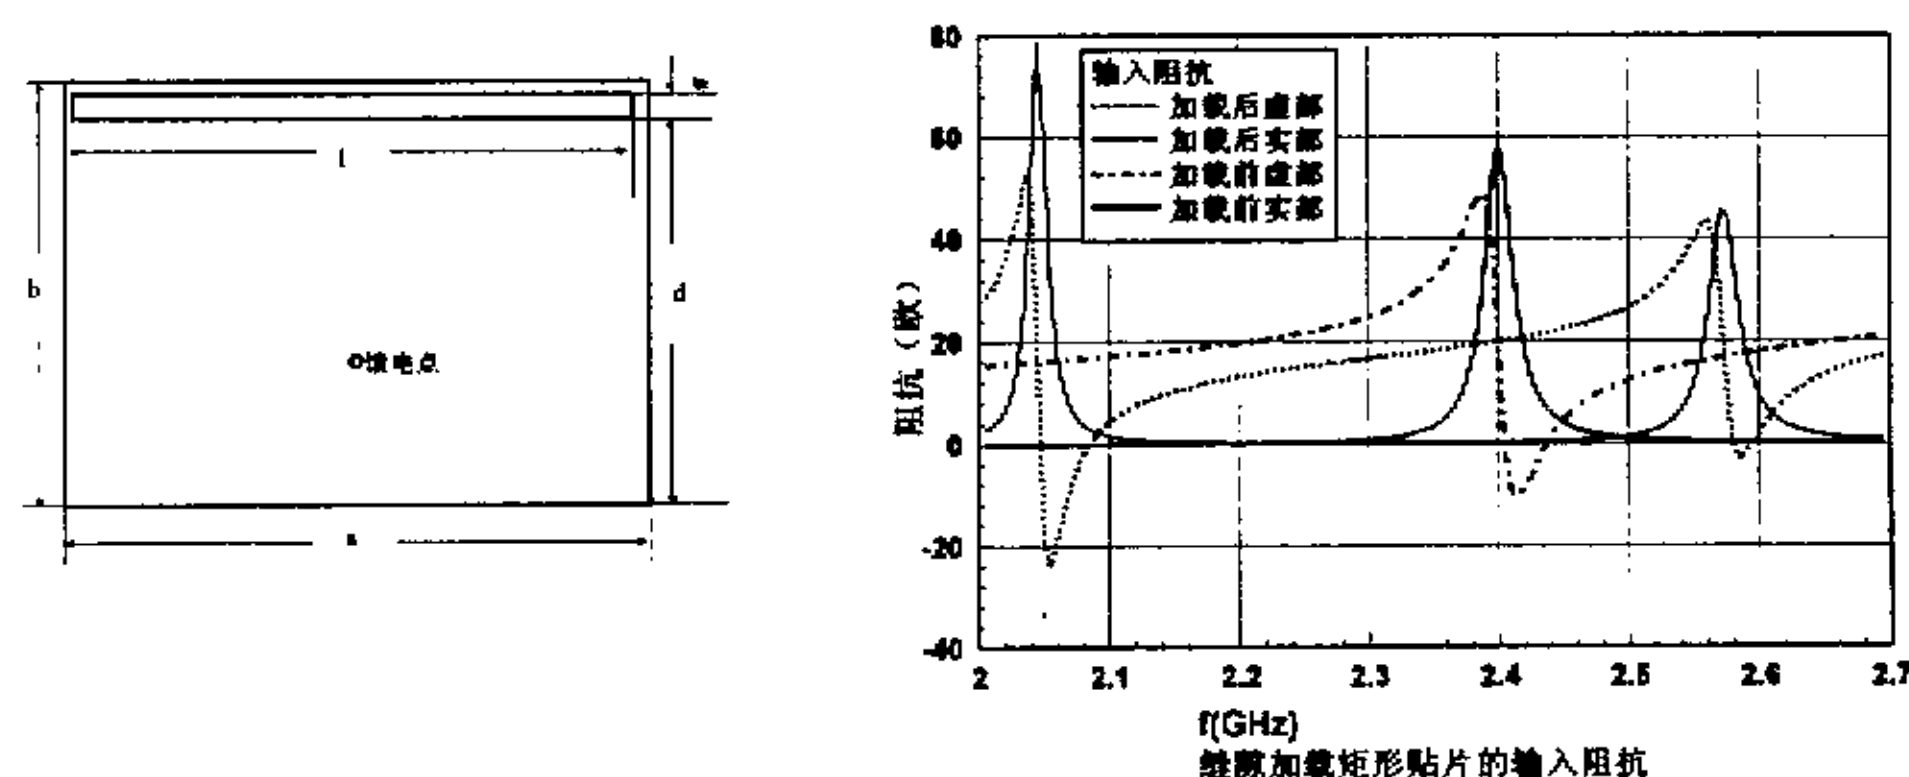 l
b
d
馈电点
a
80
60
40
20
0
-20
-40
阻抗（欧）
输入阻抗
加载后虚部
加载后实部
加载前虚部
加载前实部
2 2.1 2.2 2.3 2.4 2.5 2.6 2.7
f(GHz)
缝隙加载矩形贴片的输入阻抗